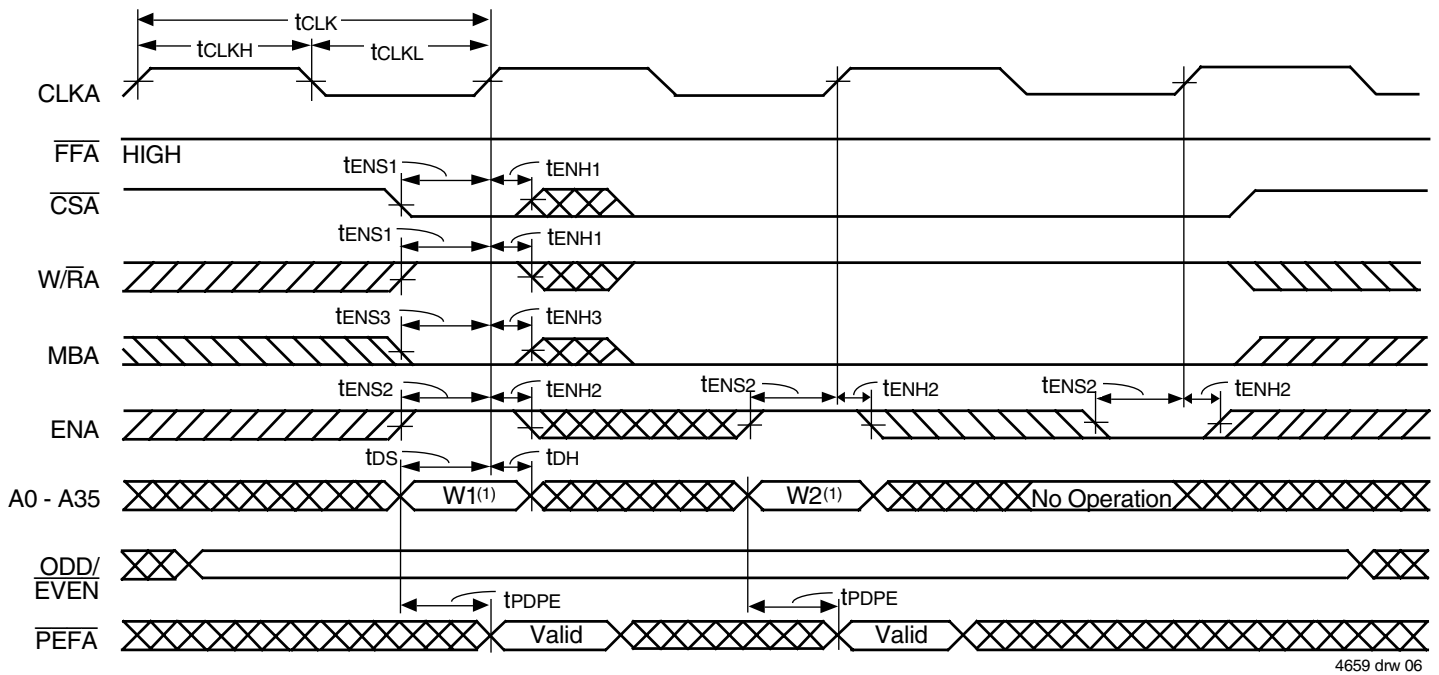 tCLK
tCLKH tCLKL
CLKA
FFA HIGH
tENS1 tENH1
CSA
tENS1 tENH1
W/RA
tENS3 tENH3
MBA
tENS2 tENH2 tENS2 tENH2 tENS2 tENH2
ENA
tDS tDH
A0 - A35 W1(1) W2(1) No Operation
ODD/
EVEN
tPDPE tPDPE
PEFA Valid Valid
4659 drw 06